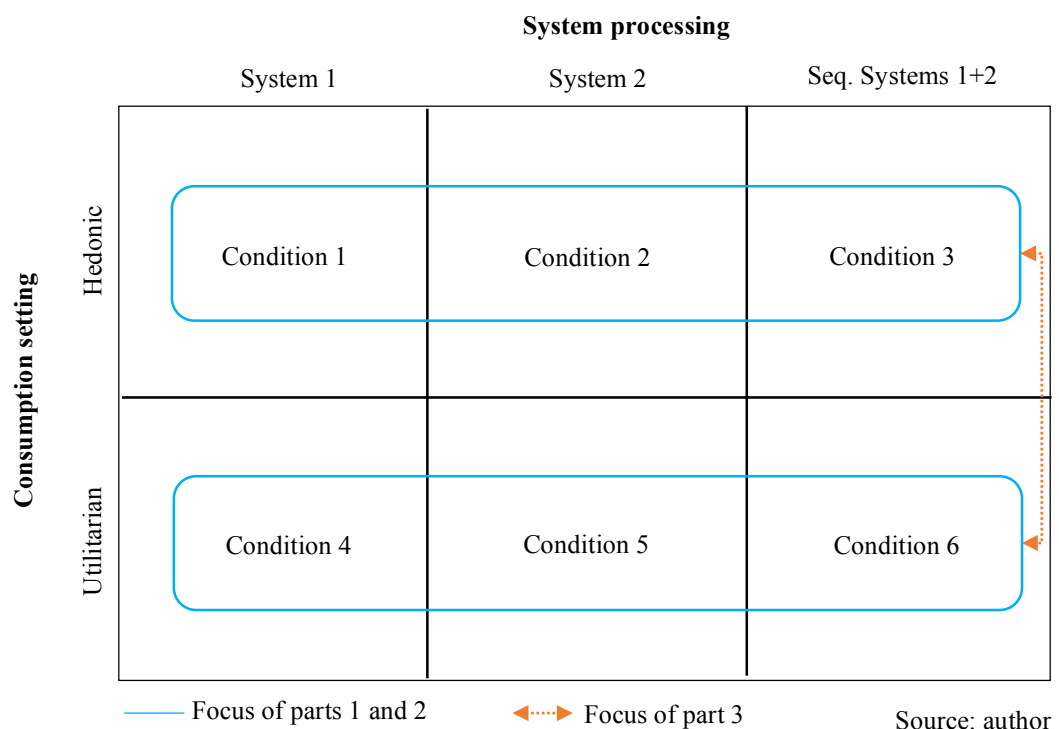 System processing
System 1
System 2
Seq. Systems 1+2
Consumption setting
Hedonic
Condition 1
Condition 2
Condition 3
Utilitarian
Condition 4
Condition 5
Condition 6
Focus of parts 1 and 2
Focus of part 3
Source: author